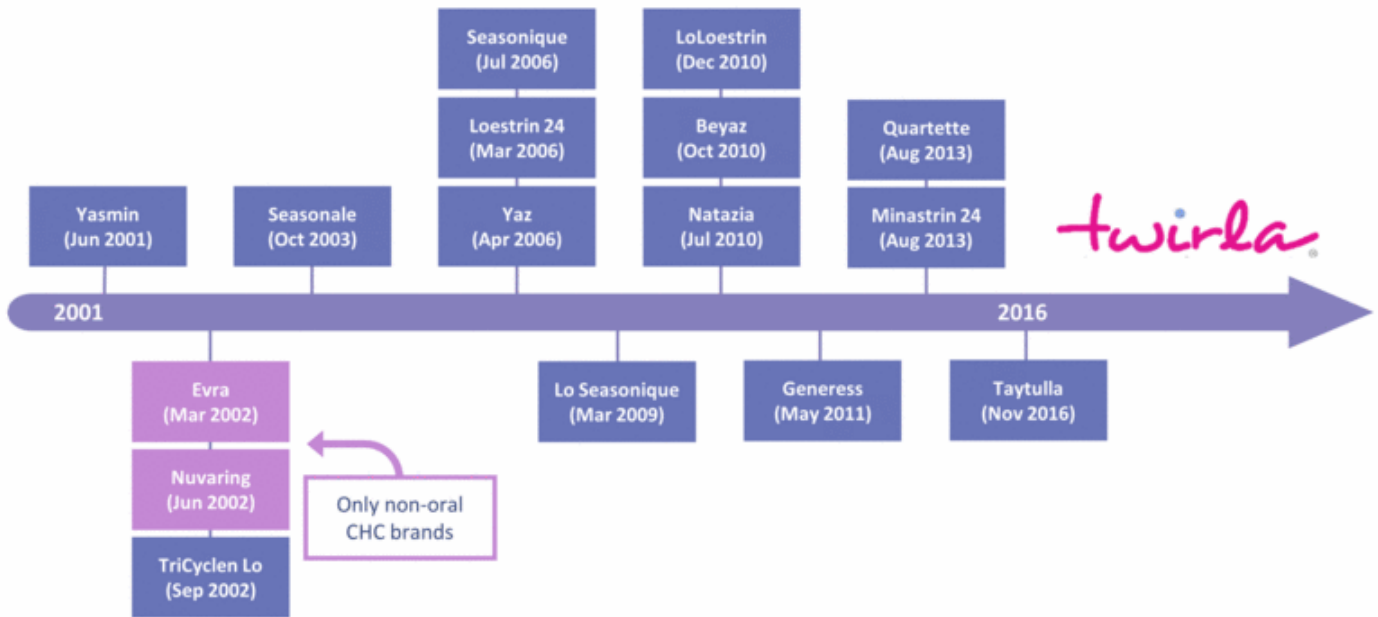 Seasonique
(Jul 2006)
LoLoestrin
(Dec 2010)
Loestrin 24
(Mar 2006)
Beyaz
(Oct 2010)
Quartette
(Aug 2013)
Yasmin
(Jun 2001)
Seasonale
(Oct 2003)
Yaz
(Apr 2006)
Natazia
(Jul 2010)
Minastrin 24
(Aug 2013)
twirla®
2001
2016
Evra
(Mar 2002)
Lo Seasonique
(Mar 2009)
Generess
(May 2011)
Taytulla
(Nov 2016)
Nuvaring
(Jun 2002)
Only non-oral
CHC brands
TriCyclen Lo
(Sep 2002)